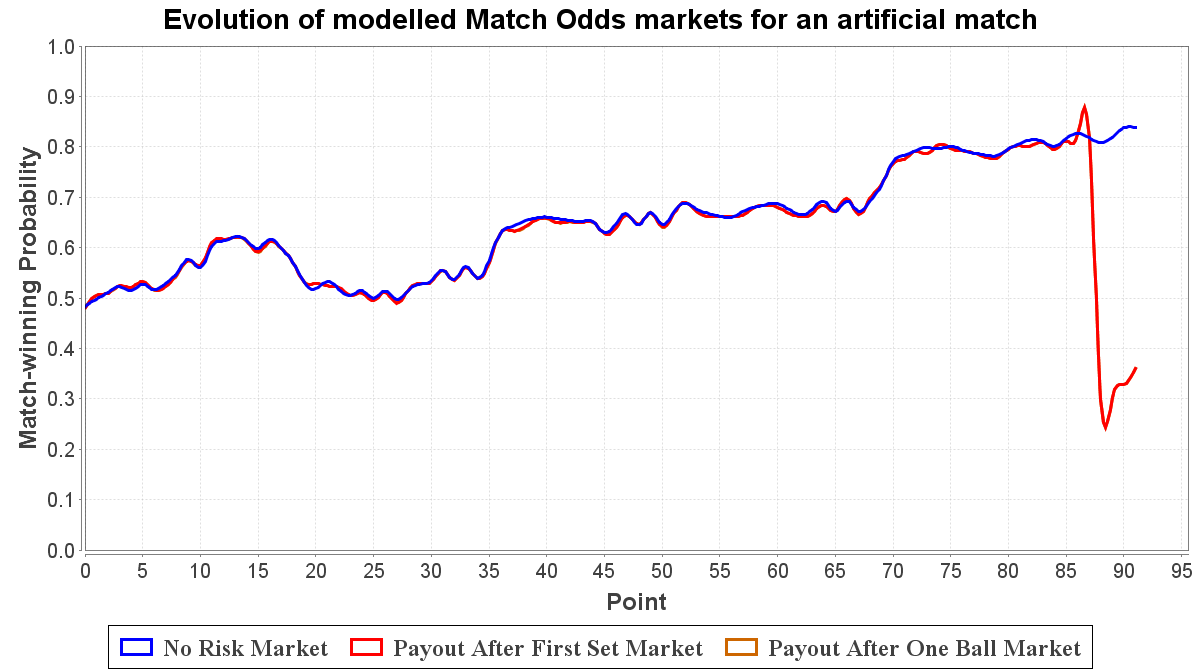 Evolution of modelled Match Odds markets for an artificial match
1.0
0.9
0.8
0.7
0.6
0.5
0.4
0.3
0.2
0.1
0.0
Match-winning Probability
0 5 10 15 20 25 30 35 40 45 50 55 60 65 70 75 80 85 90 95
Point
No Risk Market Payout After First Set Market Payout After One Ball Market